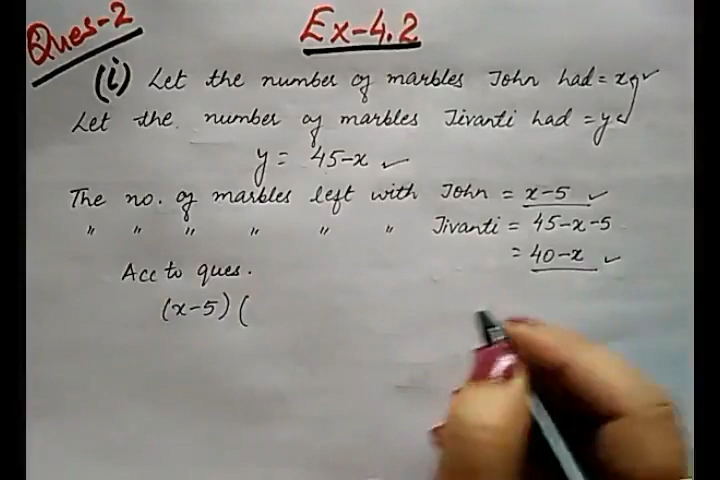 Ques-2
Ex-4.2
(i) Let the number of marbles John had = x ✓
Let the number of marbles Jivanti had = y ✓
y = 45-x ✓
The no. of marbles left with John = x-5 ✓
" " " " " " Jivanti = 45-x-5
= 40-x ✓
Acc to ques.
(x-5) (